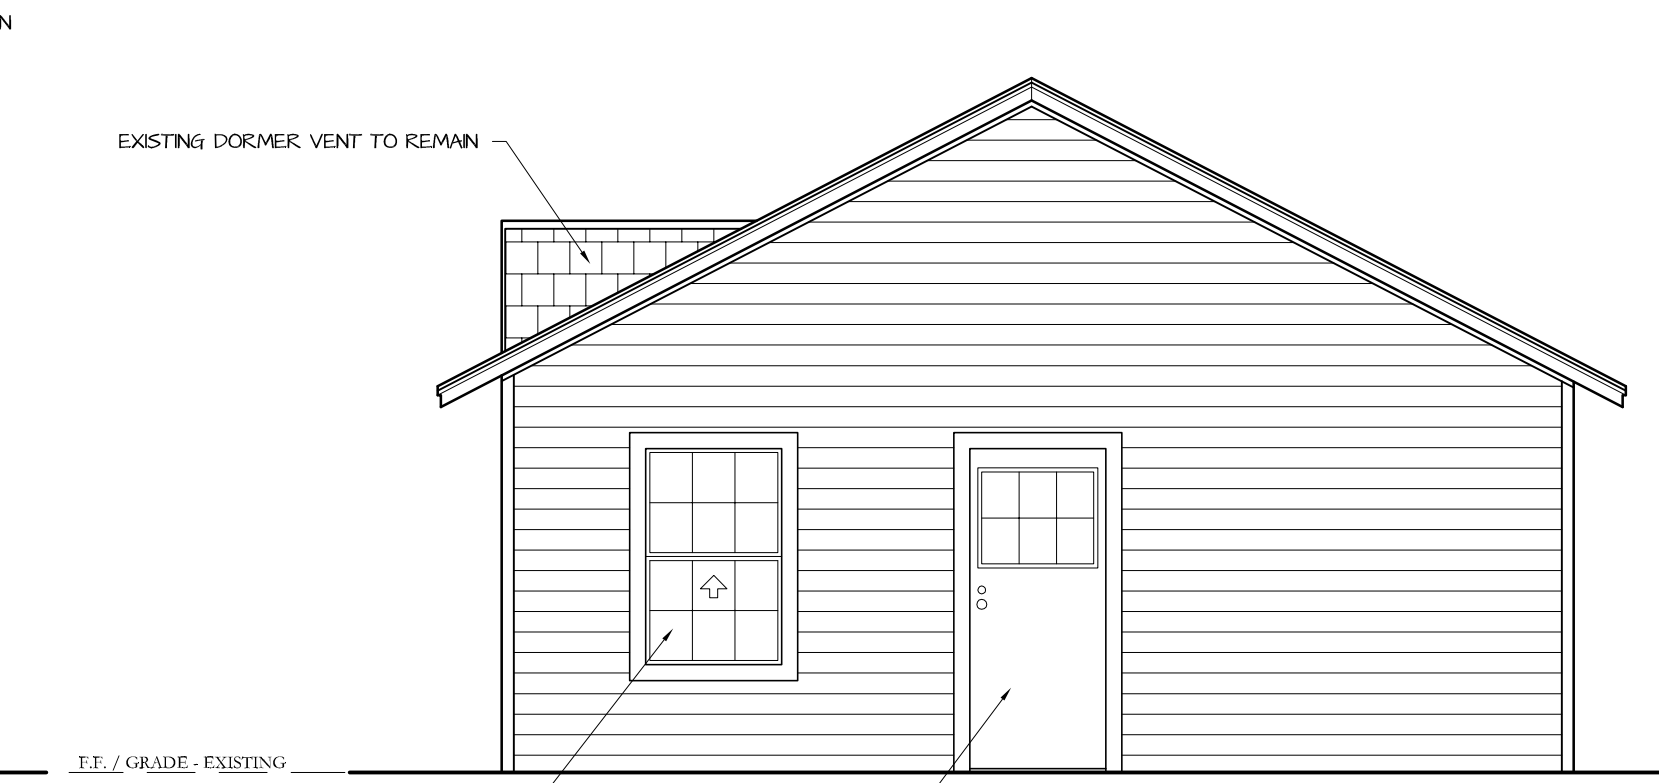 N
EXISTING DORMER VENT TO REMAIN
F.F. / GRADE - EXISTING